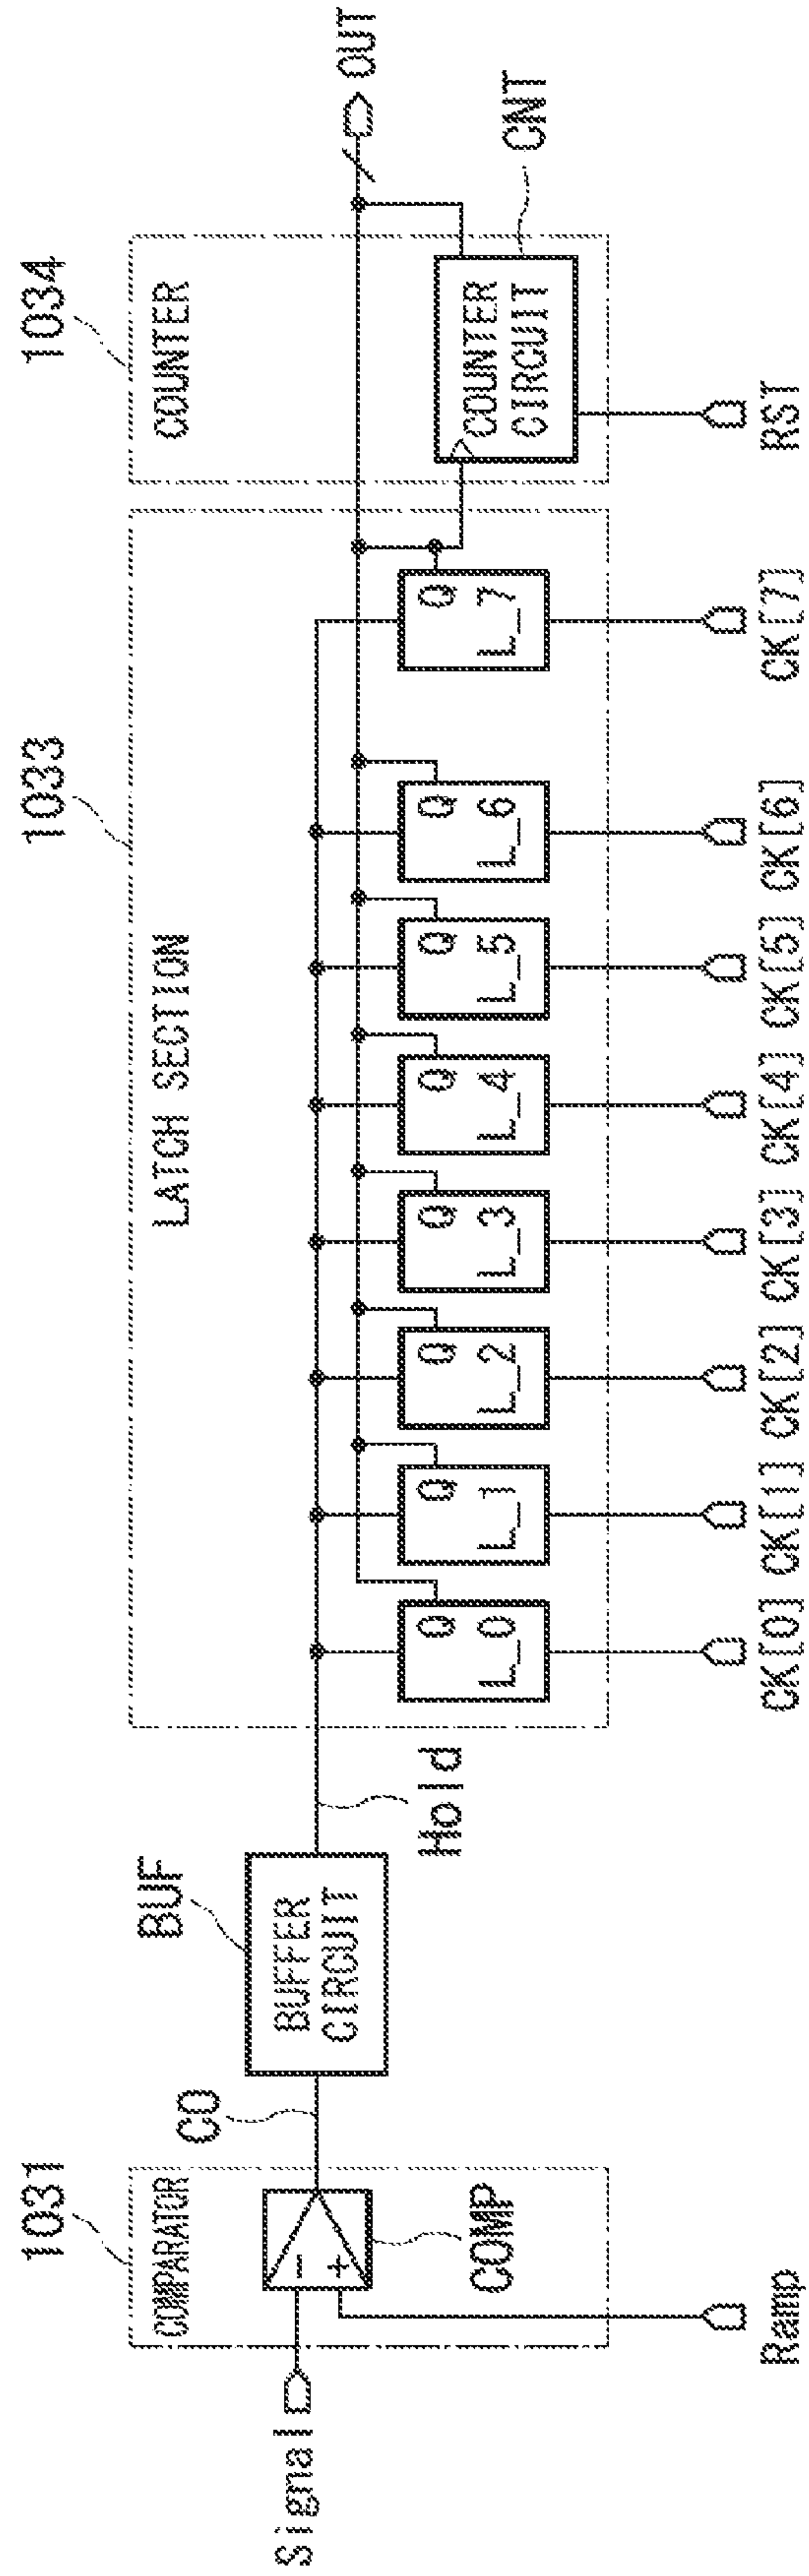 1031
1033
1034
COMPARATOR
BUF
LATCH SECTION
COUNTER
CO
Signal
BUFFER
CIRCUIT
OUT
−
+
COMP
Hold
Q
L_0
Q
L_1
Q
L_2
Q
L_3
Q
L_4
Q
L_5
Q
L_6
Q
L_7
COUNTER
CIRCUIT
CNT
Ramp
CK[0]
CK[1]
CK[2]
CK[3]
CK[4]
CK[5]
CK[6]
CK[7]
RST